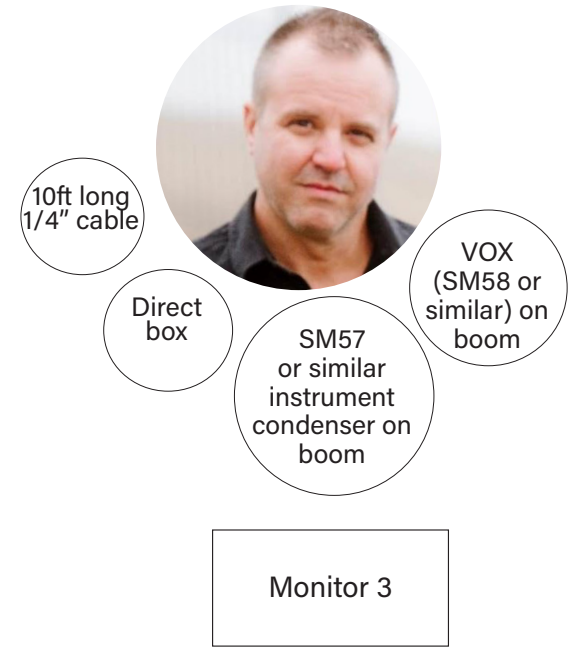 10ft long
1/4" cable
Direct
box
SM57
or similar
instrument
condenser on
boom
VOX
(SM58 or
similar) on
boom
Monitor 3